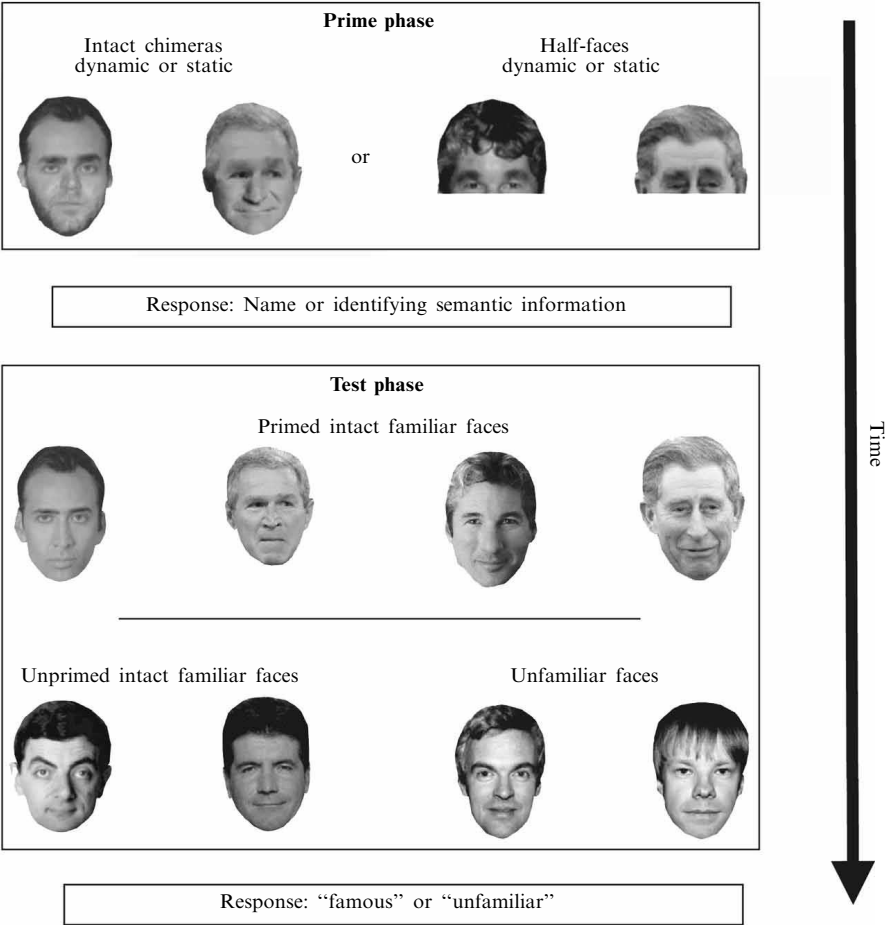 Prime phase
Intact chimeras
dynamic or static
Half-faces
dynamic or static
or
Response: Name or identifying semantic information
Test phase
Primed intact familiar faces
Time
Unprimed intact familiar faces
Unfamiliar faces
Response: “famous” or “unfamiliar”